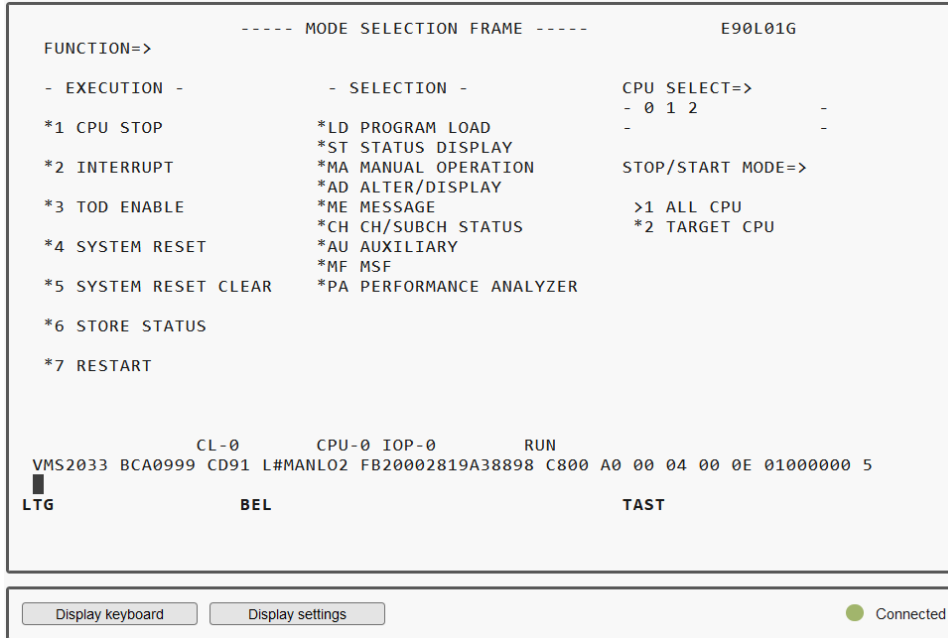 ----- MODE SELECTION FRAME ----- E90L01G
FUNCTION=>
- EXECUTION - - SELECTION - CPU SELECT=>
- 0 1 2 -
*1 CPU STOP *LD PROGRAM LOAD - -
*ST STATUS DISPLAY
*2 INTERRUPT *MA MANUAL OPERATION STOP/START MODE=>
*AD ALTER/DISPLAY
*3 TOD ENABLE *ME MESSAGE >1 ALL CPU
*CH CH/SUBCH STATUS *2 TARGET CPU
*4 SYSTEM RESET *AU AUXILIARY
*MF MSF
*5 SYSTEM RESET CLEAR *PA PERFORMANCE ANALYZER
*6 STORE STATUS
*7 RESTART
CL-0 CPU-0 IOP-0 RUN
VMS2033 BCA0999 CD91 L#MANLO2 FB20002819A38898 C800 A0 00 04 00 0E 01000000 5
LTG BEL TAST
Display keyboard Display settings Connected